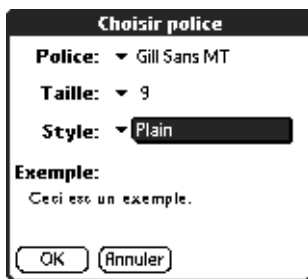 Choisir police
Police: Gill Sans MT
Taille: 9
Style: Plain
Exemple:
Ceci est un exemple.
OK Annuler